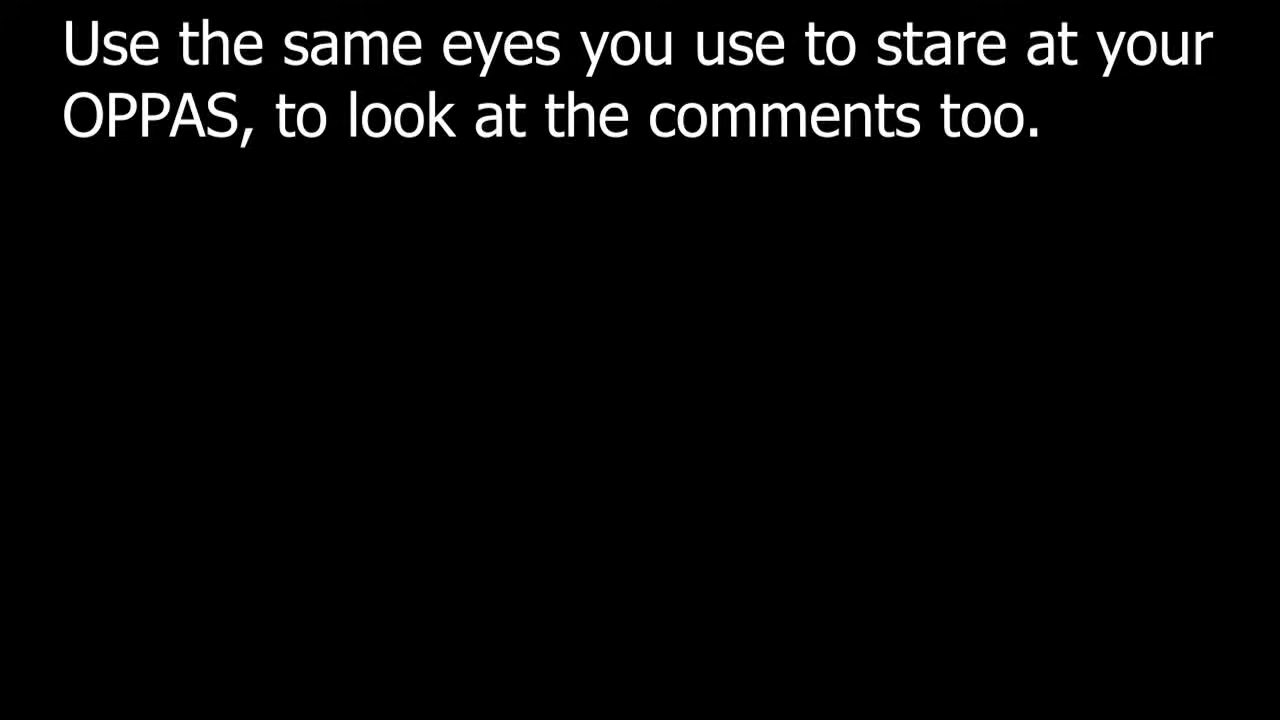 Use the same eyes you use to stare at your
OPPAS, to look at the comments too.